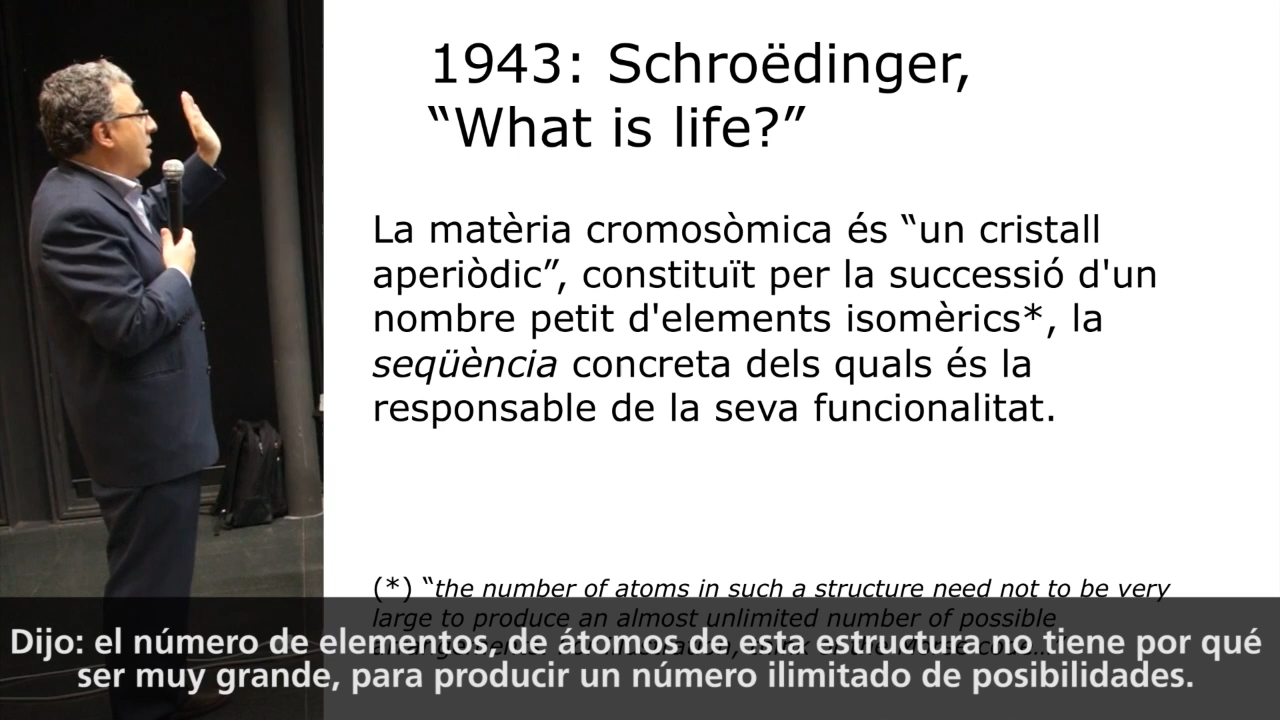 1943: Schroëdinger,
“What is life?”
La matèria cromosòmica és “un cristall
aperiòdic”, constituït per la successió d'un
nombre petit d'elements isomèrics*, la
seqüència concreta dels quals és la
responsable de la seva funcionalitat.
(*) “the number of atoms in such a structure need not to be very
large to produce an almost unlimited number of possible
Dijo: el número de elementos, de átomos de esta estructura no tiene por qué
ser muy grande, para producir un número ilimitado de posibilidades.